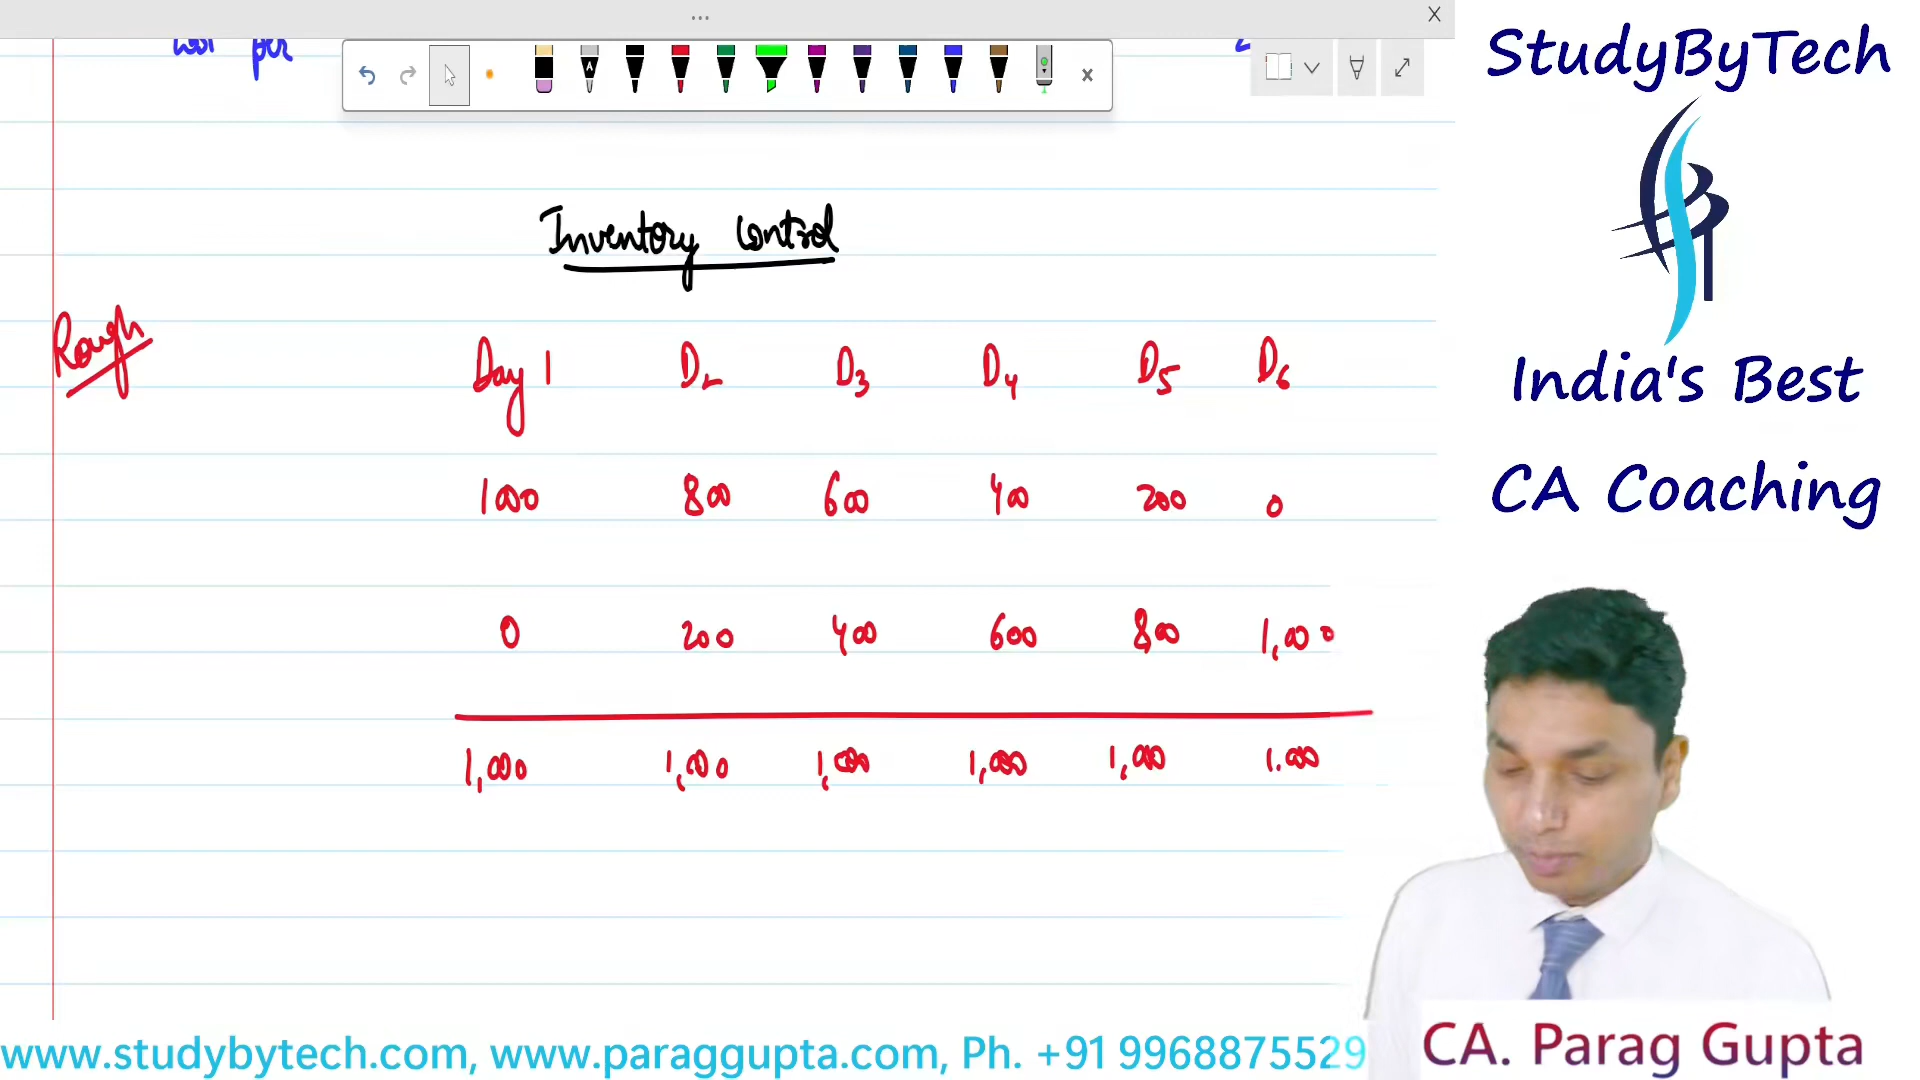 ... X
per
StudyByTech
Inventory Control
Rough
Day 1 D2 D3 D4 D5 D6
India's Best
CA Coaching
1000 800 600 400 200 0
0 200 400 600 800 1,000
1,000 1,000 1,000 1,000 1,000 1.000
www.studybytech.com, www.paraggupta.com, Ph. +91 9968875529
CA. Parag Gupta